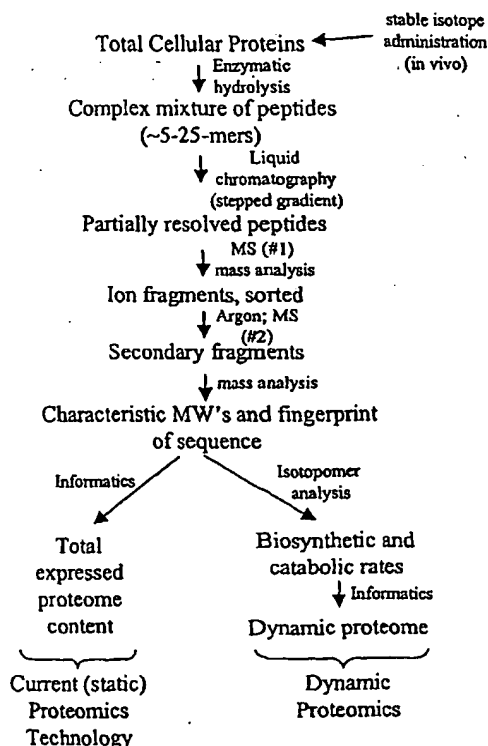 stable isotope
administration
(in vivo)
Total Cellular Proteins
Enzymatic
hydrolysis
Complex mixture of peptides
(~5-25-mers)
Liquid
chromatography
(stepped gradient)
Partially resolved peptides
MS (#1)
mass analysis
Ion fragments, sorted
Argon; MS
(#2)
Secondary fragments
mass analysis
Characteristic MW's and fingerprint
of sequence
Informatics
Isotopomer
analysis
Total
expressed
proteome
content
Biosynthetic and
catabolic rates
Informatics
Dynamic proteome
Current (static)
Proteomics
Technology
Dynamic
Proteomics